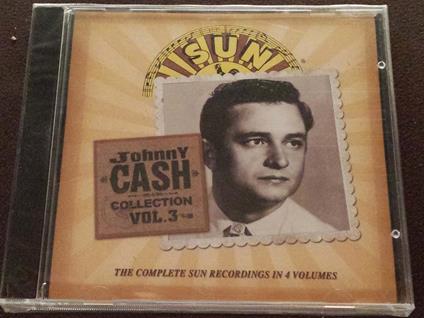 SUN
®
Johnny
CASH
COLLECTION
VOL.3
THE COMPLETE SUN RECORDINGS IN 4 VOLUMES